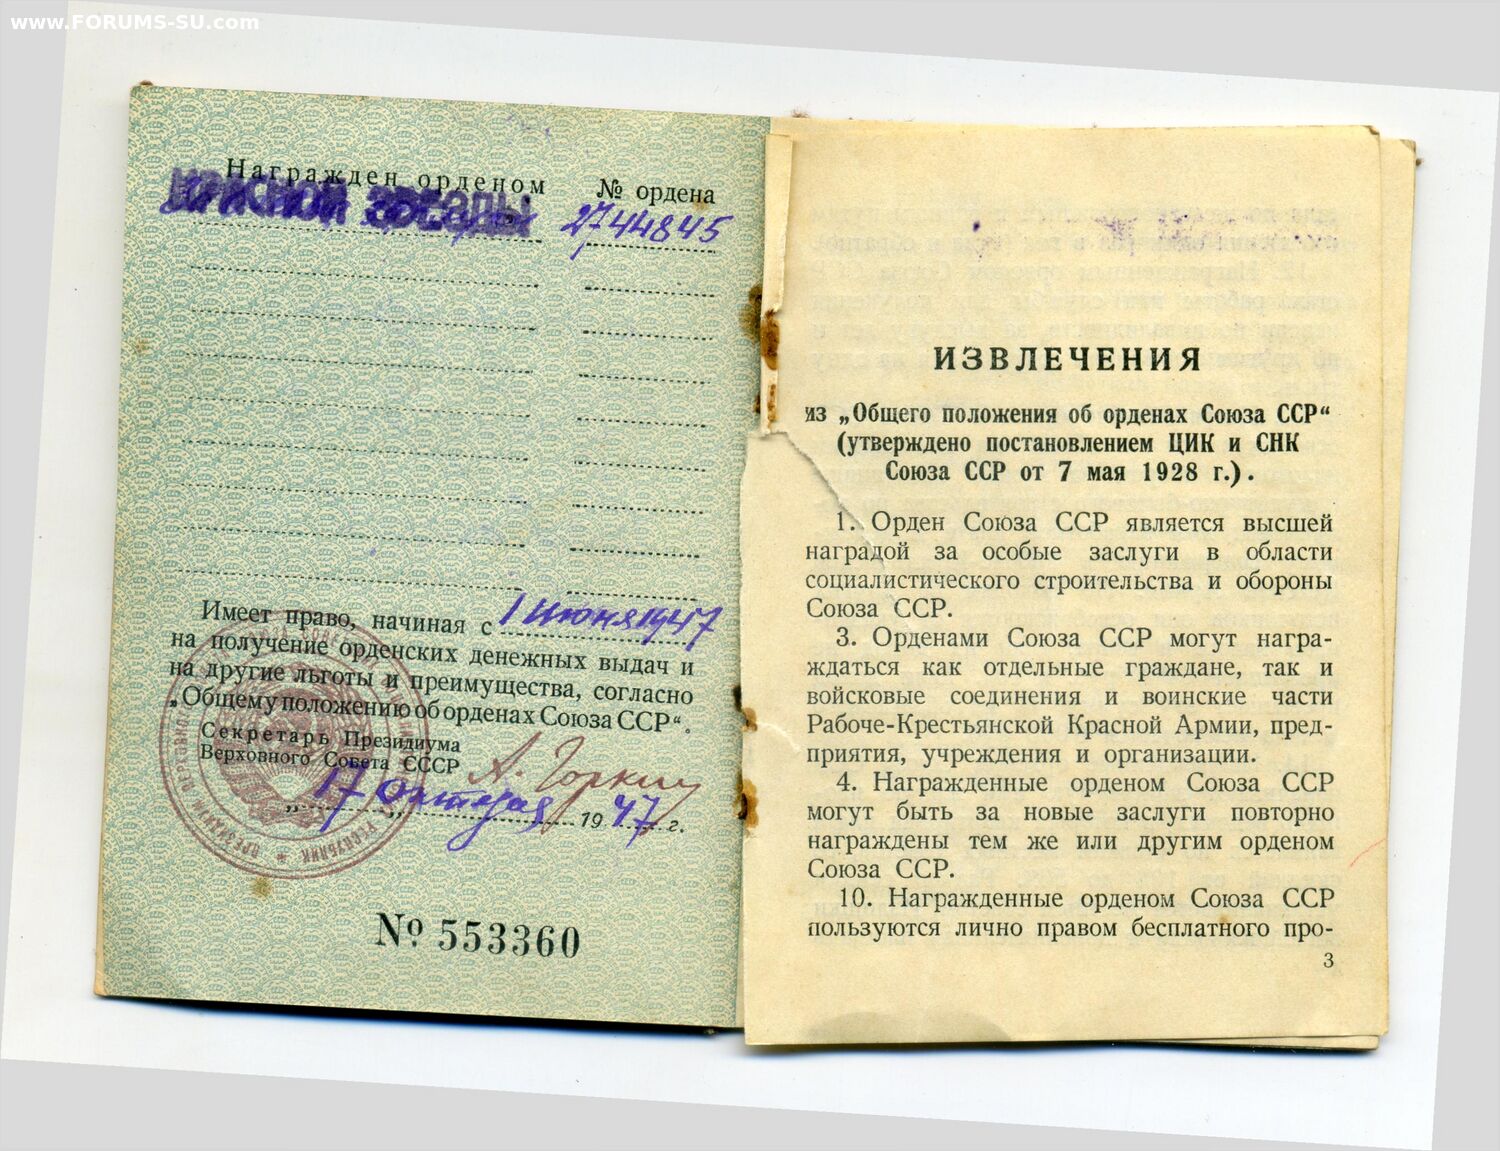 www.FORUMS-SU.com
Награжден орденом
№ ордена
КРАСНОЙ ЗВЕЗДЫ
2744845
Имеет право, начиная с 1 июня 1947
на получение орденских денежных выдач и
на другие льготы и преимущества, согласно
„Общему положению об орденах Союза ССР“.
Секретарь Президиума
Верховного Совета СССР
А. Горкин
„17 октября 1947 г.
№ 553360
ИЗВЛЕЧЕНИЯ
из „Общего положения об орденах Союза ССР“
(утверждено постановлением ЦИК и СНК
Союза ССР от 7 мая 1928 г.).
1. Орден Союза ССР является высшей
наградой за особые заслуги в области
социалистического строительства и обороны
Союза ССР.
3. Орденами Союза ССР могут награ-
ждаться как отдельные граждане, так и
войсковые соединения и воинские части
Рабоче-Крестьянской Красной Армии, пред-
приятия, учреждения и организации.
4. Награжденные орденом Союза ССР
могут быть за новые заслуги повторно
награждены тем же или другим орденом
Союза ССР.
10. Награжденные орденом Союза ССР
пользуются лично правом бесплатного про-
3